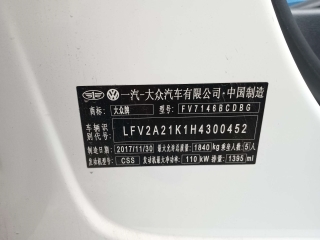 一汽-大众汽车有限公司·中国制造
品牌: 大众牌 型号: FV7146BCDBG
车辆识别代号: LFV2A21K1H4300452
制造年月: 2017/11/30 最大允许总质量: 1840 kg 乘坐人数: 5 人
发动机型号: CSS 发动机最大净功率: 110 kW 排量: 1395 ml